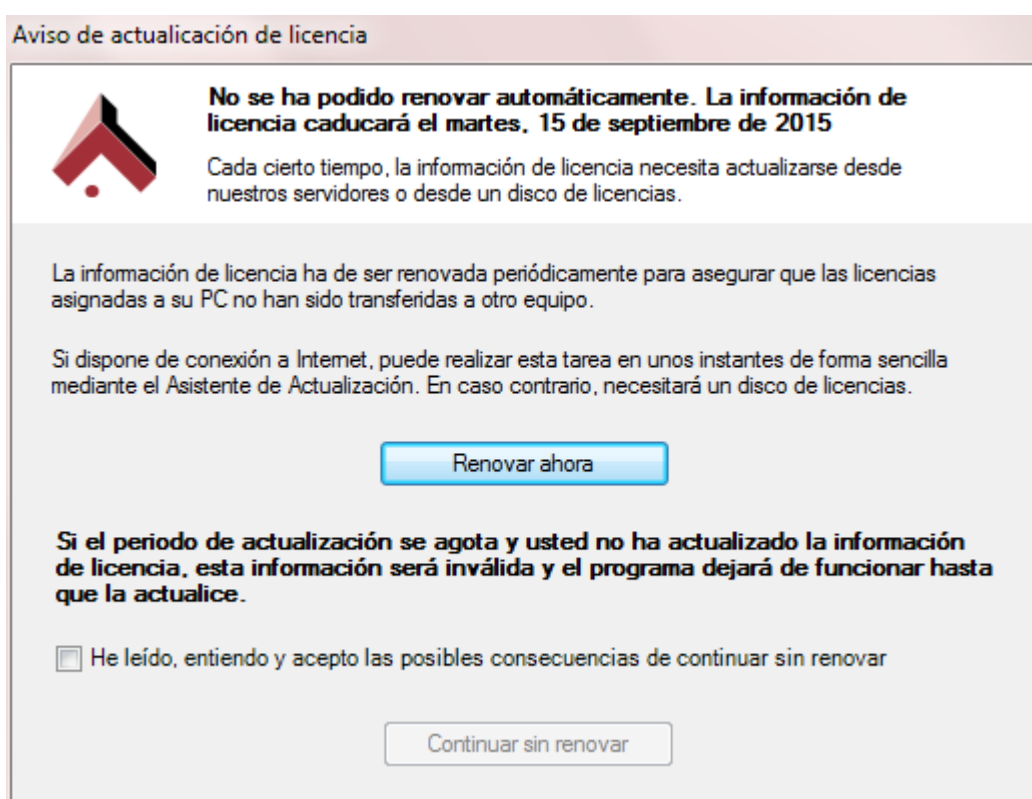 Aviso de actualicación de licencia
No se ha podido renovar automáticamente. La información de
licencia caducará el martes, 15 de septiembre de 2015
Cada cierto tiempo, la información de licencia necesita actualizarse desde
nuestros servidores o desde un disco de licencias.
La información de licencia ha de ser renovada periódicamente para asegurar que las licencias
asignadas a su PC no han sido transferidas a otro equipo.
Si dispone de conexión a Internet, puede realizar esta tarea en unos instantes de forma sencilla
mediante el Asistente de Actualización. En caso contrario, necesitará un disco de licencias.
Renovar ahora
Si el periodo de actualización se agota y usted no ha actualizado la información
de licencia, esta información será inválida y el programa dejará de funcionar hasta
que la actualice.
He leído, entiendo y acepto las posibles consecuencias de continuar sin renovar
Continuar sin renovar